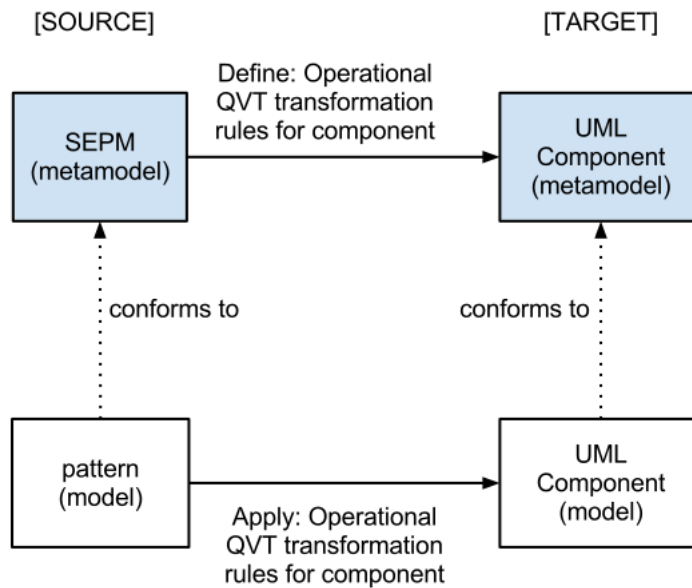 [SOURCE]
[TARGET]
Define: Operational
QVT transformation
rules for component
SEPM
(metamodel)
UML
Component
(metamodel)
conforms to
conforms to
pattern
(model)
UML
Component
(model)
Apply: Operational
QVT transformation
rules for component